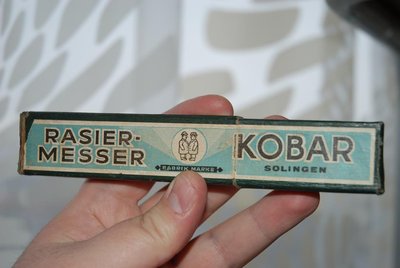 RASIER-
MESSER
FABRIK MARKE
KOBAR
SOLINGEN